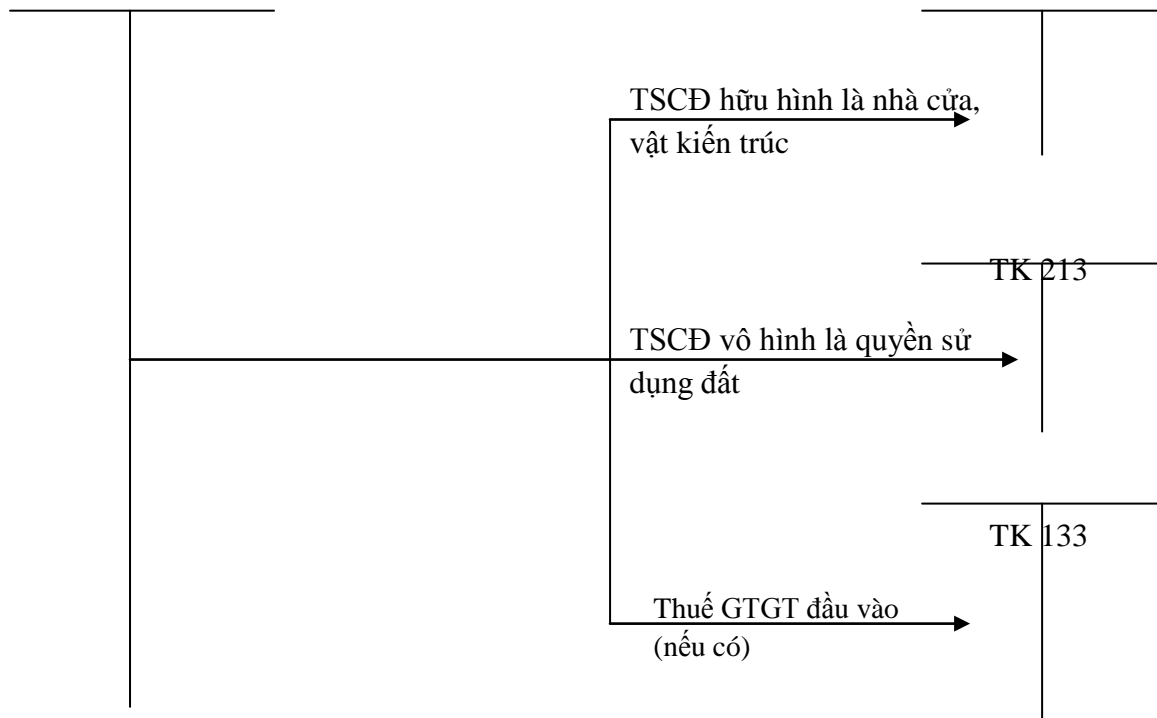 TSCĐ hữu hình là nhà cửa,
vật kiến trúc
TK 213
TSCĐ vô hình là quyền sử
dụng đất
TK 133
Thuế GTGT đầu vào
(nếu có)